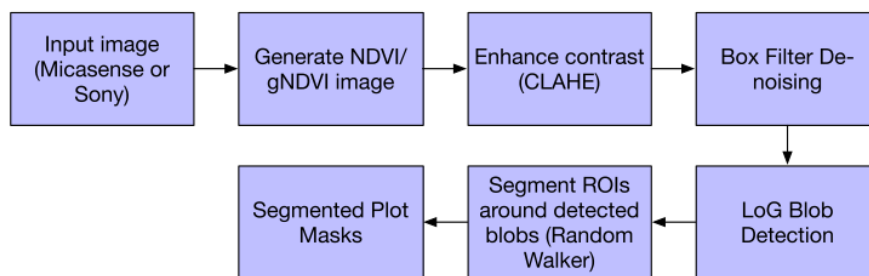 Input image
(Micasense or
Sony)
Generate NDVI/
gNDVI image
Enhance contrast
(CLAHE)
Box Filter De-
noising
LoG Blob
Detection
Segment ROIs
around detected
blobs (Random
Walker)
Segmented Plot
Masks